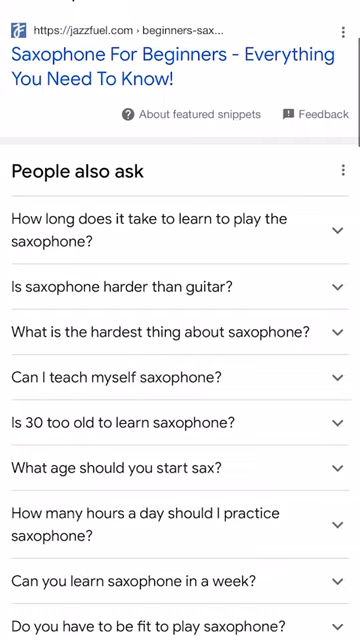 https://jazzfuel.com › beginners-sax...
Saxophone For Beginners - Everything
You Need To Know!
About featured snippets
Feedback
People also ask
How long does it take to learn to play the
saxophone?
Is saxophone harder than guitar?
What is the hardest thing about saxophone?
Can I teach myself saxophone?
Is 30 too old to learn saxophone?
What age should you start sax?
How many hours a day should I practice
saxophone?
Can you learn saxophone in a week?
Do you have to be fit to play saxophone?